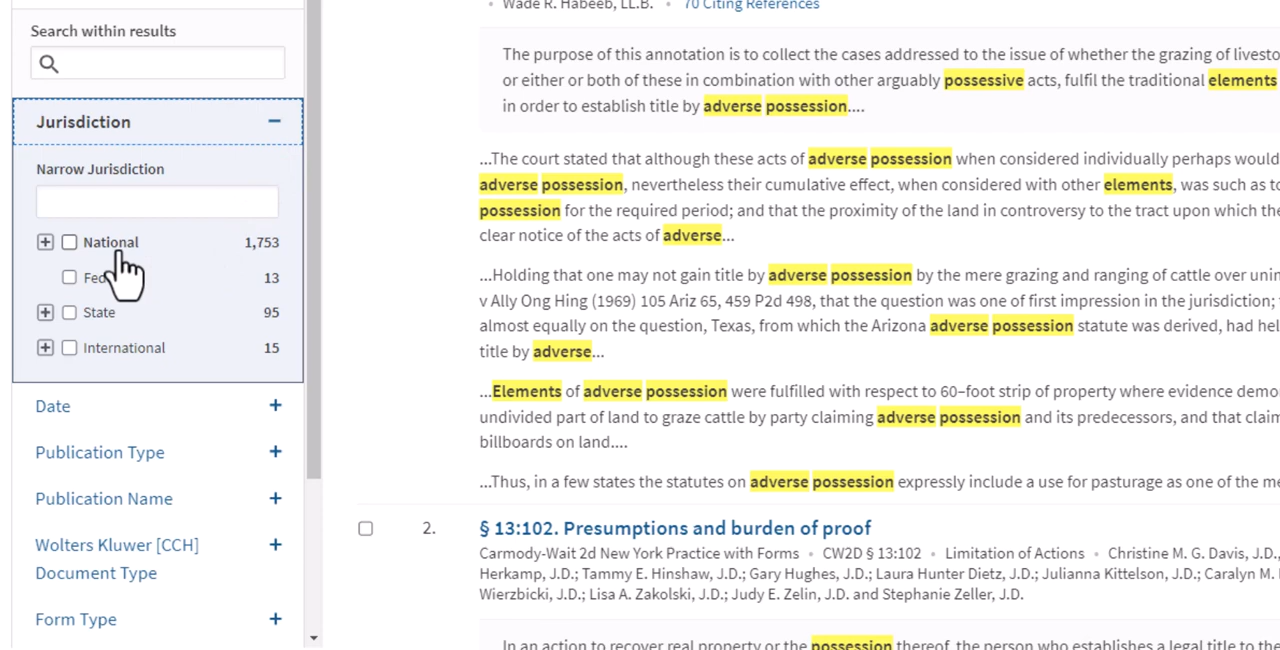 Search within results
Jurisdiction
Narrow Jurisdiction
National 1,753
13
State 95
International 15
Date
Publication Type
Publication Name
Wolters Kluwer [CCH]
Document Type
Form Type
Wade R. Habeeb, LL.B. • 70 Citing References
The purpose of this annotation is to collect the cases addressed to the issue of whether the grazing of
or either or both of these in combination with other arguably possessive acts, fulfil the traditional elements
in order to establish title by adverse possession....
...The court stated that although these acts of adverse possession when considered individually perhaps would
adverse possession, nevertheless their cumulative effect, when considered with other elements, was such as
possession for the required period; and that the proximity of the land in controversy to the tract upon which
clear notice of the acts of adverse...
...Holding that one may not gain title by adverse possession by the mere grazing and ranging of cattle over
v Ally Ong Hing (1969) 105 Ariz 65, 459 P2d 498, that the question was one of first impression in the jurisdiction;
almost equally on the question, Texas, from which the Arizona adverse possession statute was derived, had
title by adverse...
...Elements of adverse possession were fulfilled with respect to 60–foot strip of property where evidence
undivided part of land to graze cattle by party claiming adverse possession and its predecessors, and that
billboards on land....
...Thus, in a few states the statutes on adverse possession expressly include a use for pasturage as one of the
2. § 13:102. Presumptions and burden of proof
Carmody-Wait 2d New York Practice with Forms • CW2D § 13:102 • Limitation of Actions • Christine M. G. Davis, J.D.,
Herkamp, J.D.; Tammy E. Hinshaw, J.D.; Gary Hughes, J.D.; Laura Hunter Dietz, J.D.; Julianna Kittelson, J.D.; Caralyn M.
Wierzbicki, J.D.; Lisa A. Zakolski, J.D.; Judy E. Zelin, J.D. and Stephanie Zeller, J.D.
In an action to recover real property or the possession thereof, the person who establishes a legal title to the